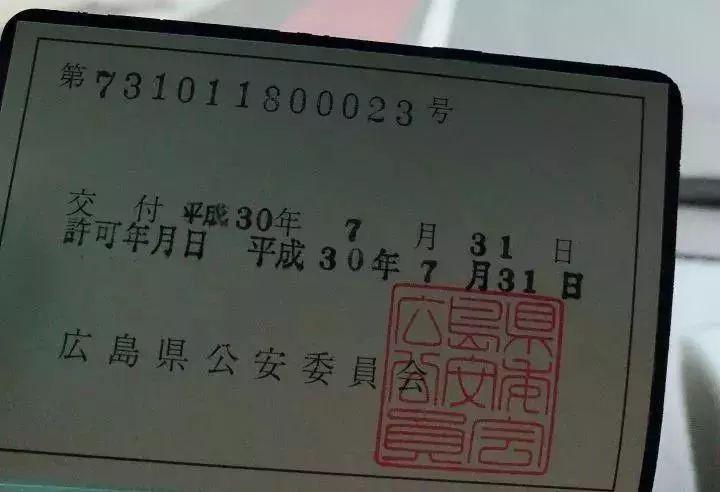 第731011800023号
交付 平成30年 7月 31日
許可年月日 平成30年 7月31日
広島県公安委員会
広島県公安委員会